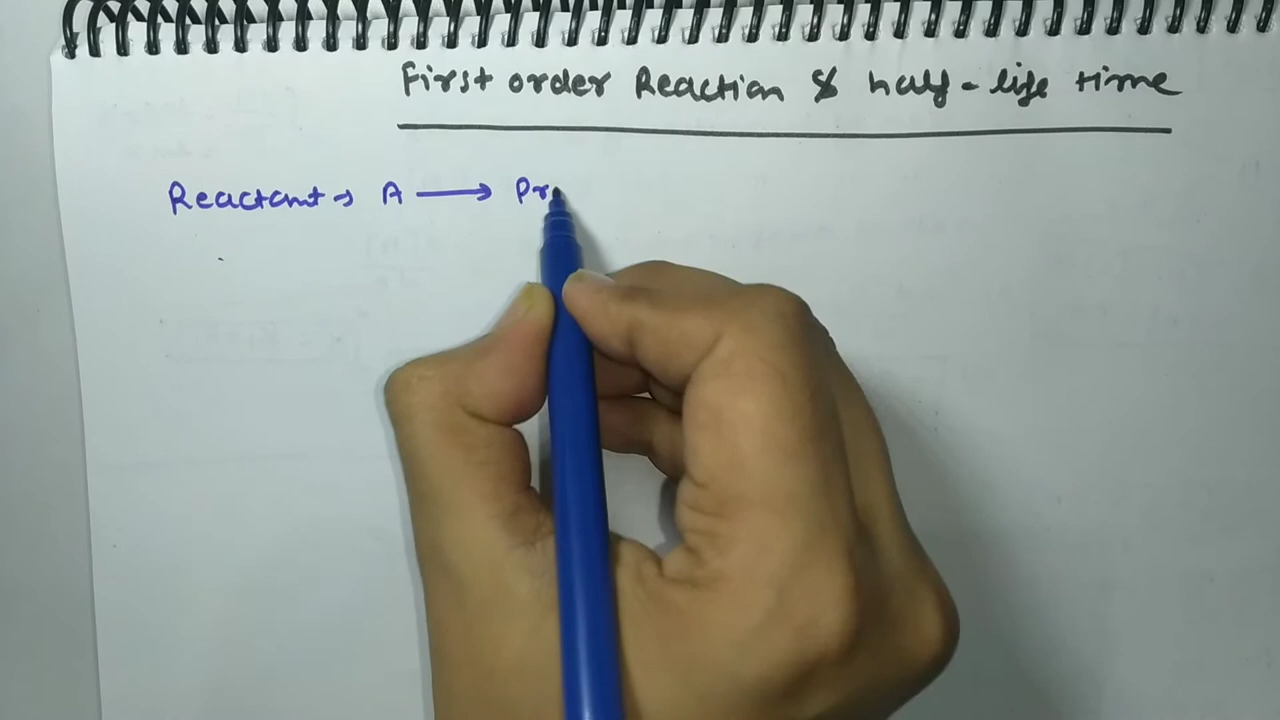 First order Reaction & half-life time
Reactant → A → Pr